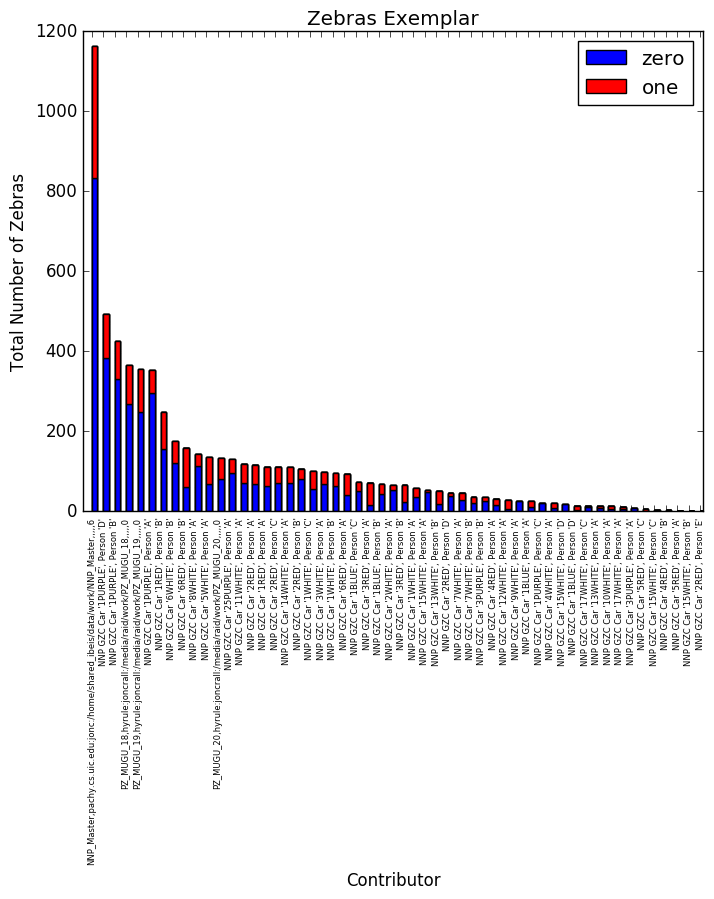 Zebras Exemplar
zero
one
1200
1000
800
600
400
200
0
Total Number of Zebras
NNP_Master,pachy.cs.uic.edu:jonc:/home/shared_ibeis/data/work/NNP_Master,,,,,6
NNP GZC Car '1PURPLE', Person 'D'
NNP GZC Car '1PURPLE', Person 'B'
PZ_MUGU_18,hyrule:joncrall:/media/raid/work/PZ_MUGU_18,,,,,0
PZ_MUGU_19,hyrule:joncrall:/media/raid/work/PZ_MUGU_19,,,,,0
NNP GZC Car '1PURPLE', Person 'A'
NNP GZC Car '1RED', Person 'B'
NNP GZC Car '6WHITE', Person 'B'
NNP GZC Car '6RED', Person 'B'
NNP GZC Car '8WHITE', Person 'A'
NNP GZC Car '5WHITE', Person 'A'
PZ_MUGU_20,hyrule:joncrall:/media/raid/work/PZ_MUGU_20,,,,,0
NNP GZC Car '25PURPLE', Person 'A'
NNP GZC Car '11WHITE', Person 'A'
NNP GZC Car '2RED', Person 'A'
NNP GZC Car '1RED', Person 'A'
NNP GZC Car '2RED', Person 'C'
NNP GZC Car '14WHITE', Person 'A'
NNP GZC Car '2RED', Person 'B'
NNP GZC Car '1WHITE', Person 'C'
NNP GZC Car '3WHITE', Person 'A'
NNP GZC Car '1WHITE', Person 'B'
NNP GZC Car '6RED', Person 'A'
NNP GZC Car '1BLUE', Person 'C'
NNP GZC Car '3RED', Person 'A'
NNP GZC Car '1BLUE', Person 'B'
NNP GZC Car '2WHITE', Person 'A'
NNP GZC Car '3RED', Person 'B'
NNP GZC Car '1WHITE', Person 'A'
NNP GZC Car '15WHITE', Person 'A'
NNP GZC Car '13WHITE', Person 'B'
NNP GZC Car '2RED', Person 'D'
NNP GZC Car '7WHITE', Person 'B'
NNP GZC Car '7WHITE', Person 'A'
NNP GZC Car '3PURPLE', Person 'B'
NNP GZC Car '4RED', Person 'A'
NNP GZC Car '12WHITE', Person 'A'
NNP GZC Car '9WHITE', Person 'A'
NNP GZC Car '1BLUE', Person 'A'
NNP GZC Car '1PURPLE', Person 'C'
NNP GZC Car '4WHITE', Person 'A'
NNP GZC Car '15WHITE', Person 'D'
NNP GZC Car '1BLUE', Person 'D'
NNP GZC Car '17WHITE', Person 'C'
NNP GZC Car '13WHITE', Person 'A'
NNP GZC Car '10WHITE', Person 'A'
NNP GZC Car '17WHITE', Person 'A'
NNP GZC Car '3PURPLE', Person 'A'
NNP GZC Car '5RED', Person 'C'
NNP GZC Car '15WHITE', Person 'C'
NNP GZC Car '4RED', Person 'B'
NNP GZC Car '5RED', Person 'A'
NNP GZC Car '15WHITE', Person 'B'
NNP GZC Car '2RED', Person 'E'
Contributor